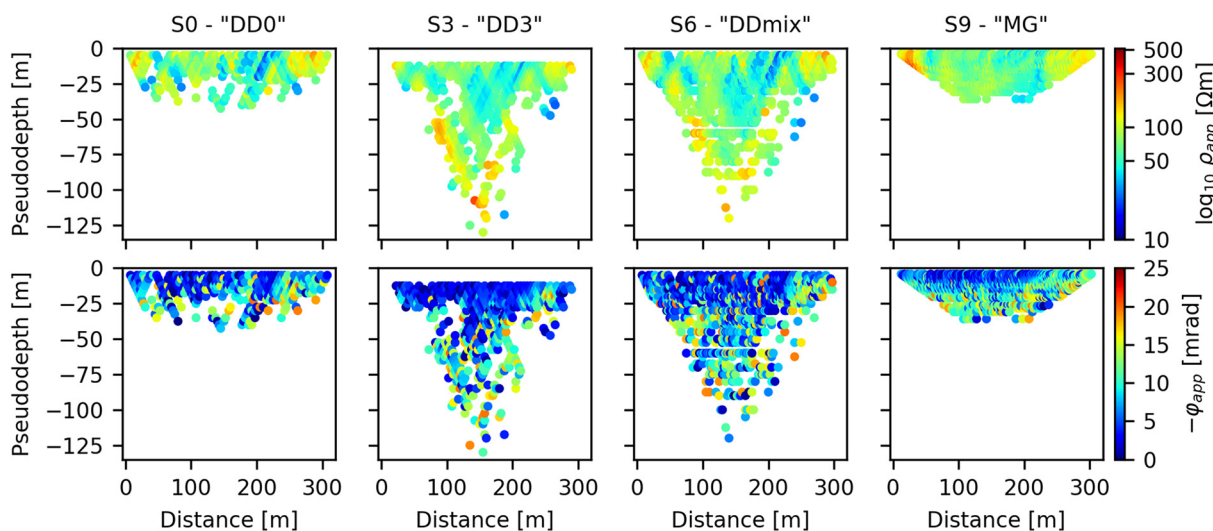 S0 - "DD0"
S3 - "DD3"
S6 - "DDmix"
S9 - "MG"
Pseudodepth [m]
0
−25
−50
−75
−100
−125
500
300
100
50
10
log₁₀ ρₐₚₚ [Ωm]
Pseudodepth [m]
0
−25
−50
−75
−100
−125
25
20
15
10
5
0
−φₐₚₚ [mrad]
0 100 200 300
0 100 200 300
0 100 200 300
0 100 200 300
Distance [m]
Distance [m]
Distance [m]
Distance [m]